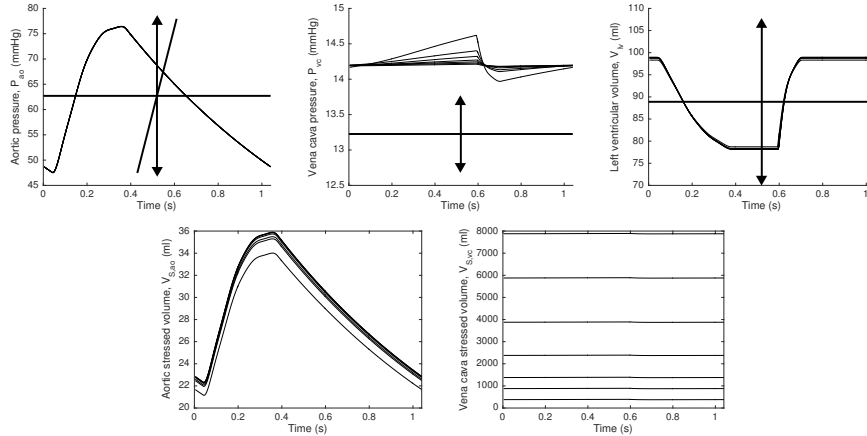 Aortic pressure, P_ao (mmHg)
80
75
70
65
60
55
50
45
0 0.2 0.4 0.6 0.8 1
Time (s)
Vena cava pressure, P_vc (mmHg)
15
14.5
14
13.5
13
12.5
0 0.2 0.4 0.6 0.8 1
Time (s)
Left ventricular volume, V_lv (ml)
110
105
100
95
90
85
80
75
70
0 0.2 0.4 0.6 0.8 1
Time (s)
Aortic stressed volume, V_S,ao (ml)
36
34
32
30
28
26
24
22
20
0 0.2 0.4 0.6 0.8 1
Time (s)
Vena cava stressed volume, V_S,vc (ml)
8000
7000
6000
5000
4000
3000
2000
1000
0
0 0.2 0.4 0.6 0.8 1
Time (s)